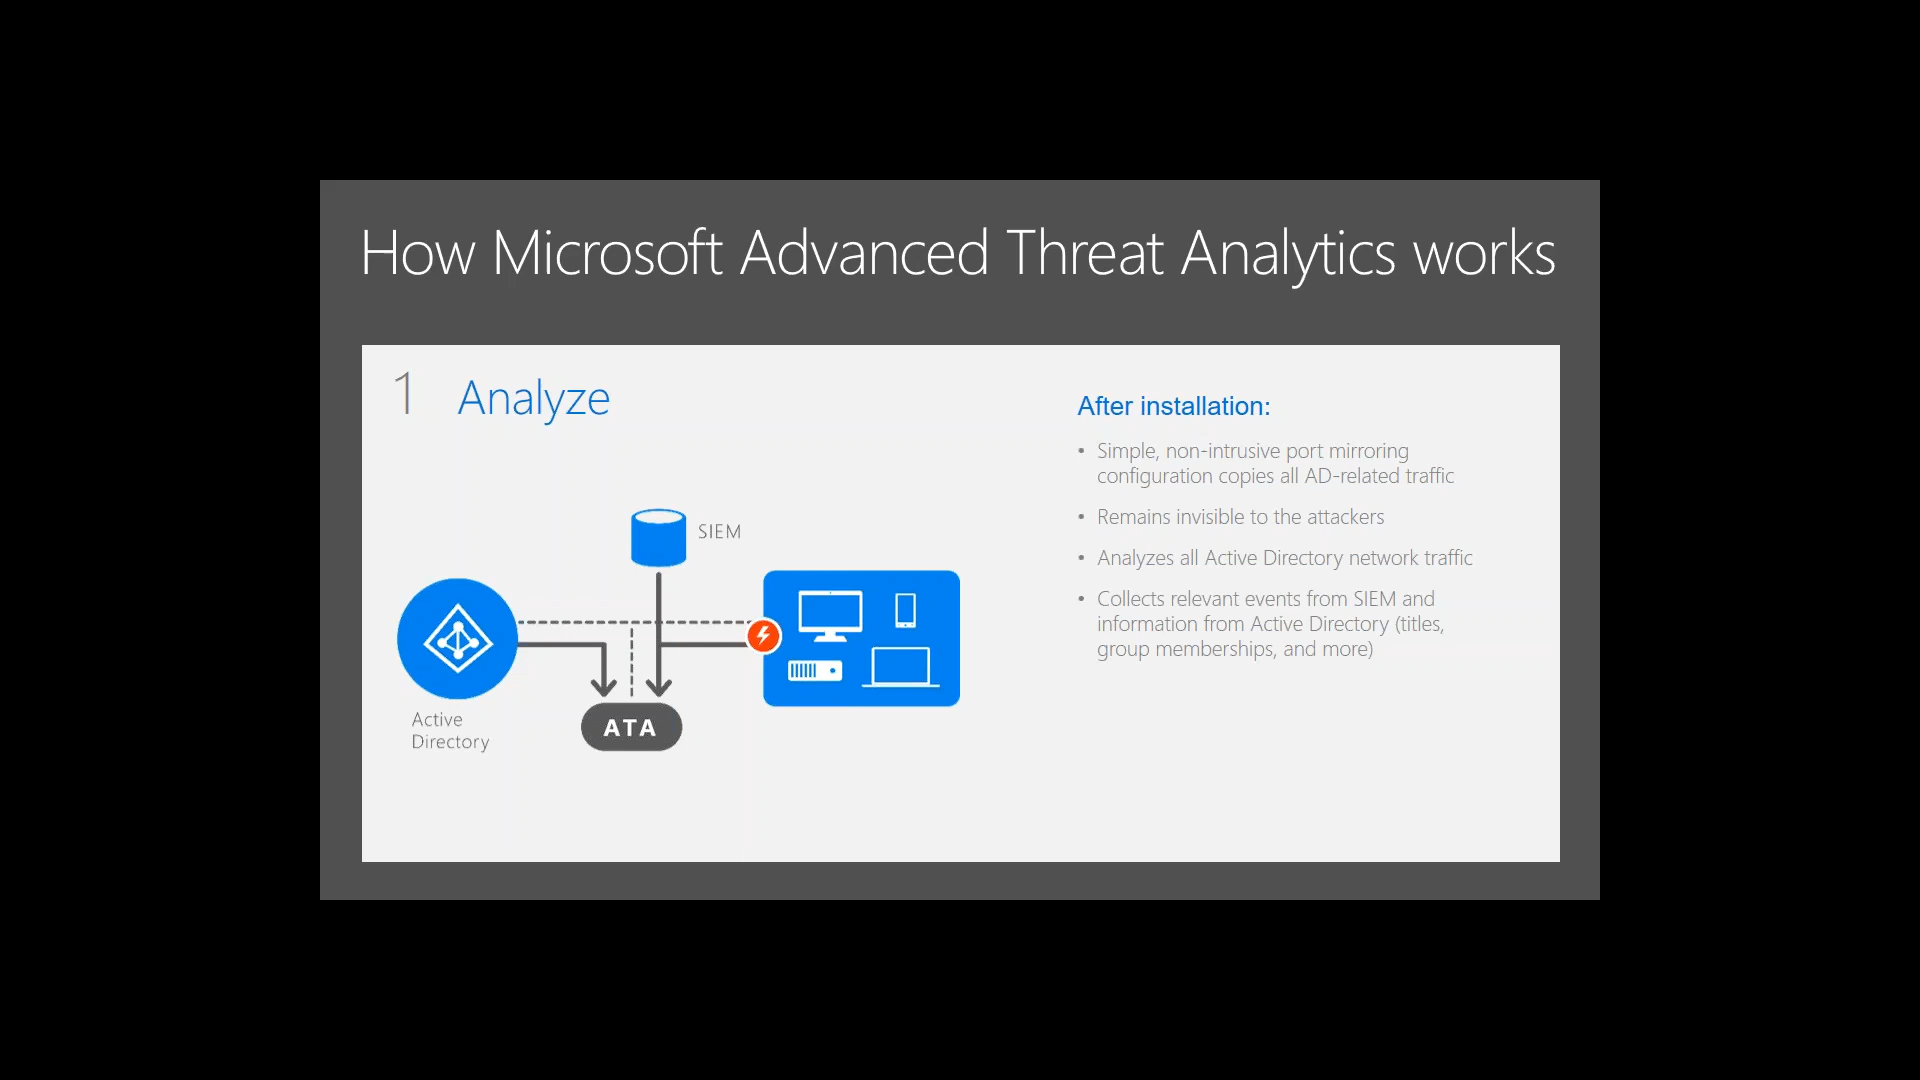 How Microsoft Advanced Threat Analytics works
1 Analyze
After installation:
• Simple, non-intrusive port mirroring
configuration copies all AD-related traffic
• Remains invisible to the attackers
• Analyzes all Active Directory network traffic
• Collects relevant events from SIEM and
information from Active Directory (titles,
group memberships, and more)
SIEM
Active
Directory
ATA